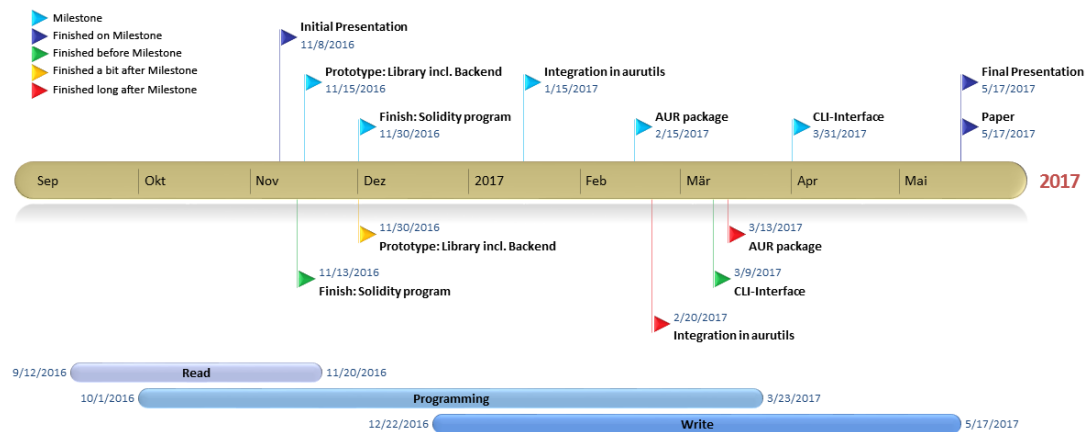 Milestone
Finished on Milestone
Finished before Milestone
Finished a bit after Milestone
Finished long after Milestone
Initial Presentation
11/8/2016
Prototype: Library incl. Backend
11/15/2016
Integration in aurutils
1/15/2017
Final Presentation
5/17/2017
Finish: Solidity program
11/30/2016
AUR package
2/15/2017
CLI-Interface
3/31/2017
Paper
5/17/2017
Sep
Okt
Nov
Dez
2017
Feb
Mär
Apr
Mai
2017
11/30/2016
Prototype: Library incl. Backend
3/13/2017
AUR package
11/13/2016
Finish: Solidity program
3/9/2017
CLI-Interface
2/20/2017
Integration in aurutils
9/12/2016
Read
11/20/2016
10/1/2016
Programming
3/23/2017
12/22/2016
Write
5/17/2017